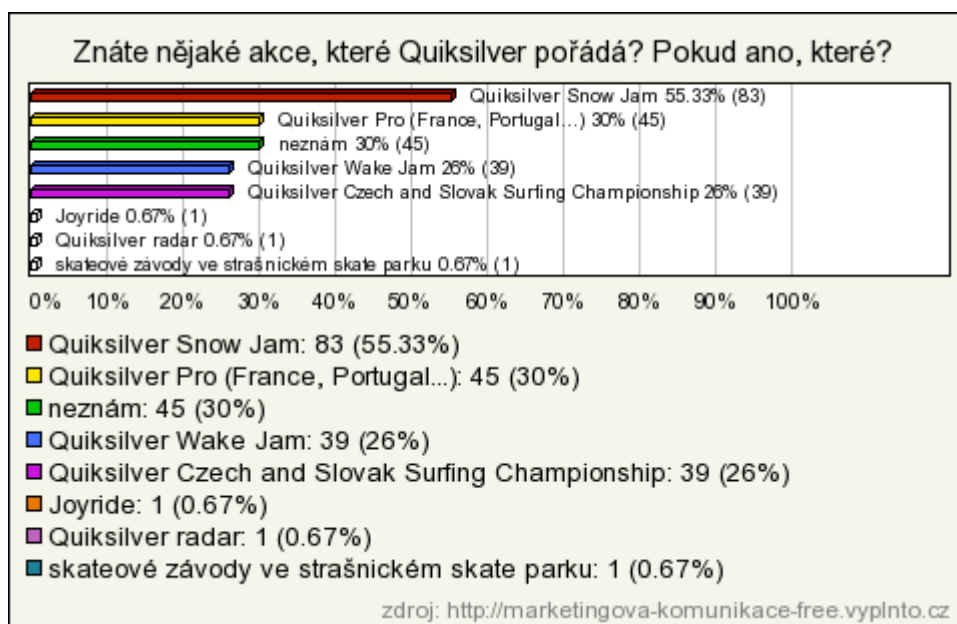 Znáte nějaké akce, které Quiksilver pořádá? Pokud ano, které?
Quiksilver Snow Jam 55.33% (83)
Quiksilver Pro (France, Portugal...) 30% (45)
neznám 30% (45)
Quiksilver Wake Jam 26% (39)
Quiksilver Czech and Slovak Surfing Championship 26% (39)
Joyride 0.67% (1)
Quiksilver radar 0.67% (1)
skateové závody ve strašnickém skate parku 0.67% (1)
0% 10% 20% 30% 40% 50% 60% 70% 80% 90% 100%
Quiksilver Snow Jam: 83 (55.33%)
Quiksilver Pro (France, Portugal...): 45 (30%)
neznám: 45 (30%)
Quiksilver Wake Jam: 39 (26%)
Quiksilver Czech and Slovak Surfing Championship: 39 (26%)
Joyride: 1 (0.67%)
Quiksilver radar: 1 (0.67%)
skateové závody ve strašnickém skate parku: 1 (0.67%)
zdroj: http://marketingova-komunikace-free.vyplnto.cz